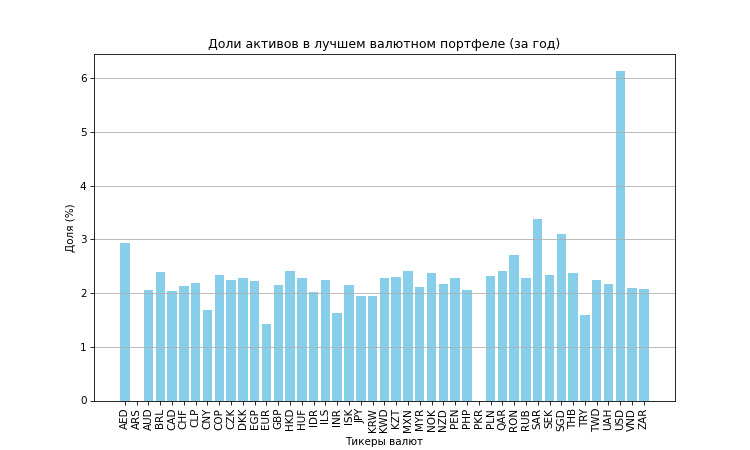 Доли активов в лучшем валютном портфеле (за год)
Доля (%)
6
5
4
3
2
1
0
AED ARS AUD BRL CAD CHF CLP CNY COP CZK DKK EGP EUR GBP HKD HUF IDR ILS INR ISK JPY KRW KWD KZT MXN MYR NOK NZD PEN PHP PKR PLN QAR RON RUB SAR SEK SGD THB TRY TWD UAH USD VND ZAR
Тикеры валют